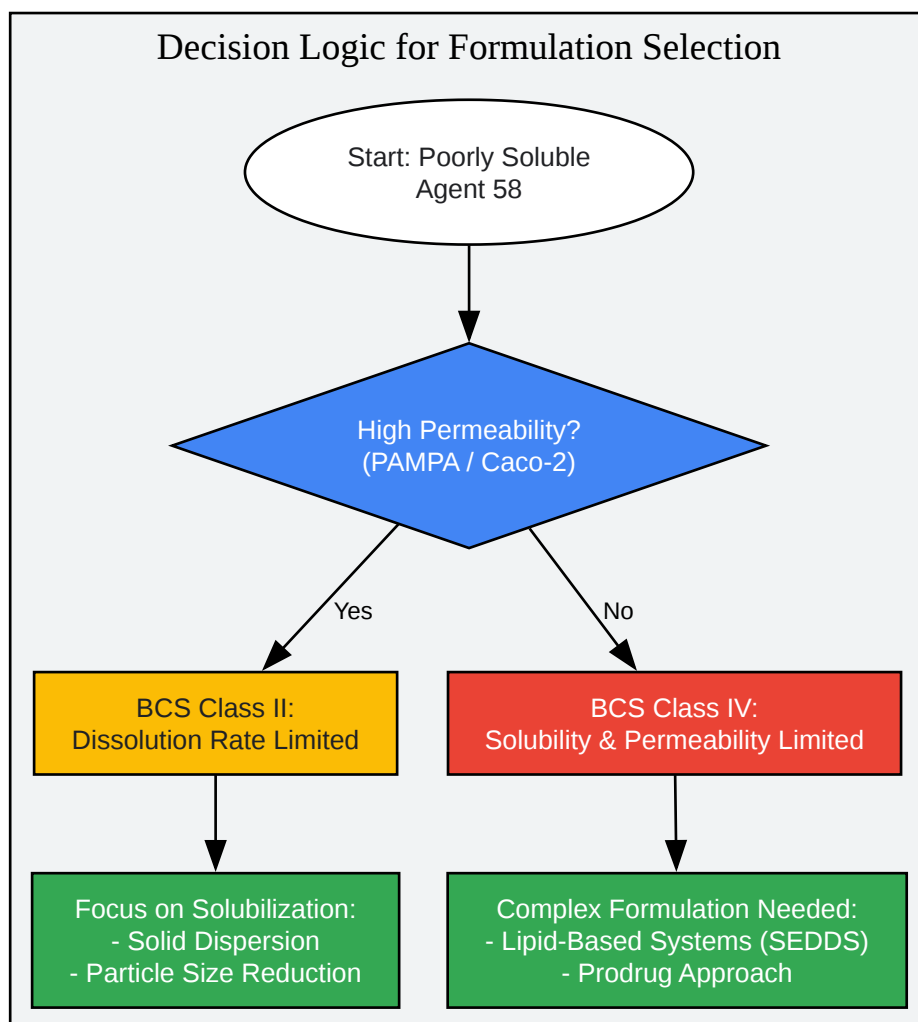 Decision Logic for Formulation Selection
Start: Poorly Soluble
Agent 58
High Permeability?
(PAMPA / Caco-2)
Yes
No
BCS Class II:
Dissolution Rate Limited
BCS Class IV:
Solubility & Permeability Limited
Focus on Solubilization:
- Solid Dispersion
- Particle Size Reduction
Complex Formulation Needed:
- Lipid-Based Systems (SEDDS)
- Prodrug Approach